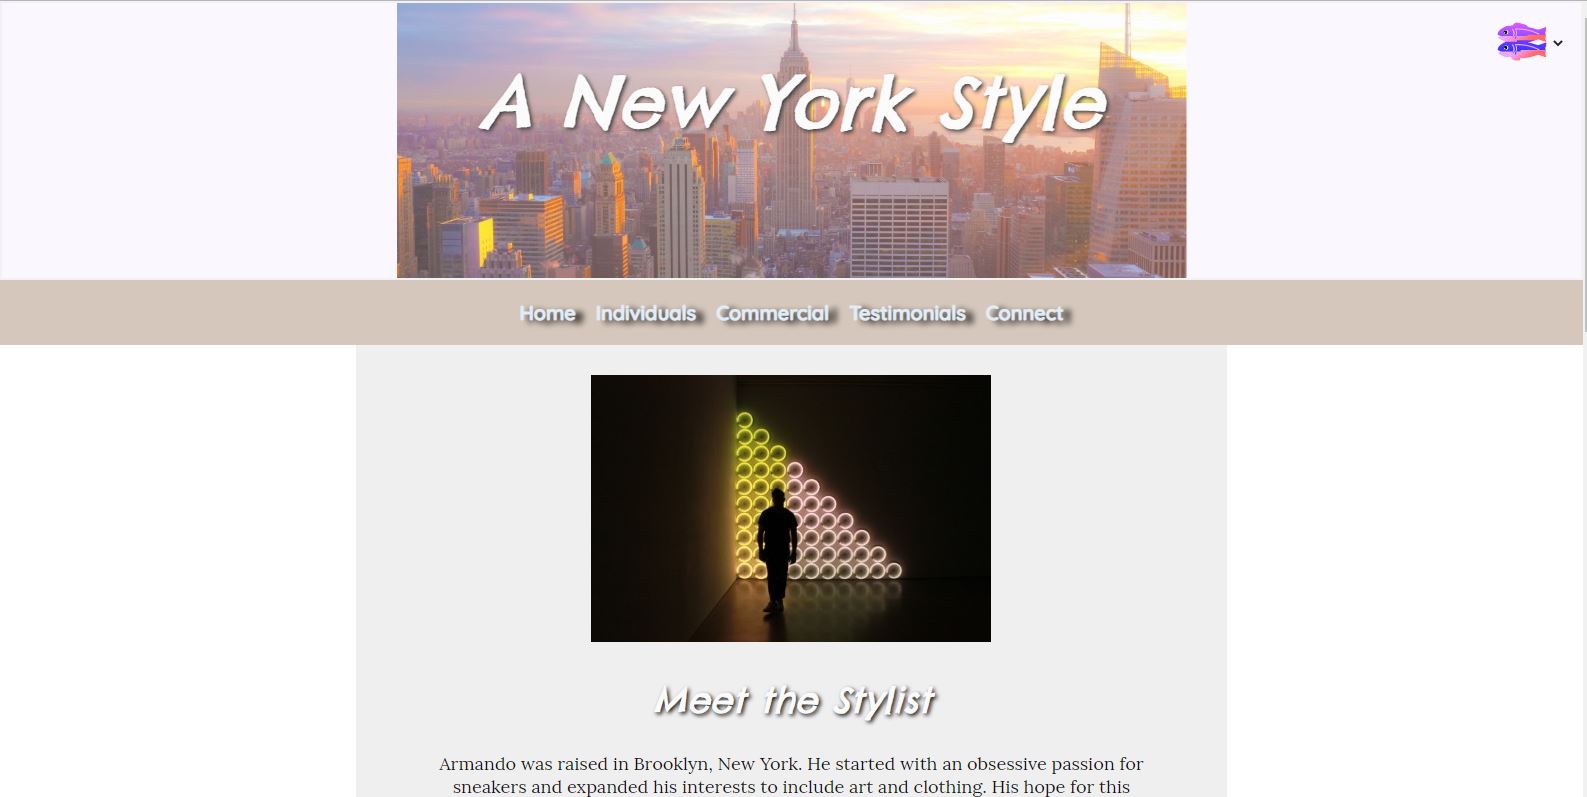 A New York Style
Home Individuals Commercial Testimonials Connect
Meet the Stylist
Armando was raised in Brooklyn, New York. He started with an obsessive passion for
sneakers and expanded his interests to include art and clothing. His hope for this